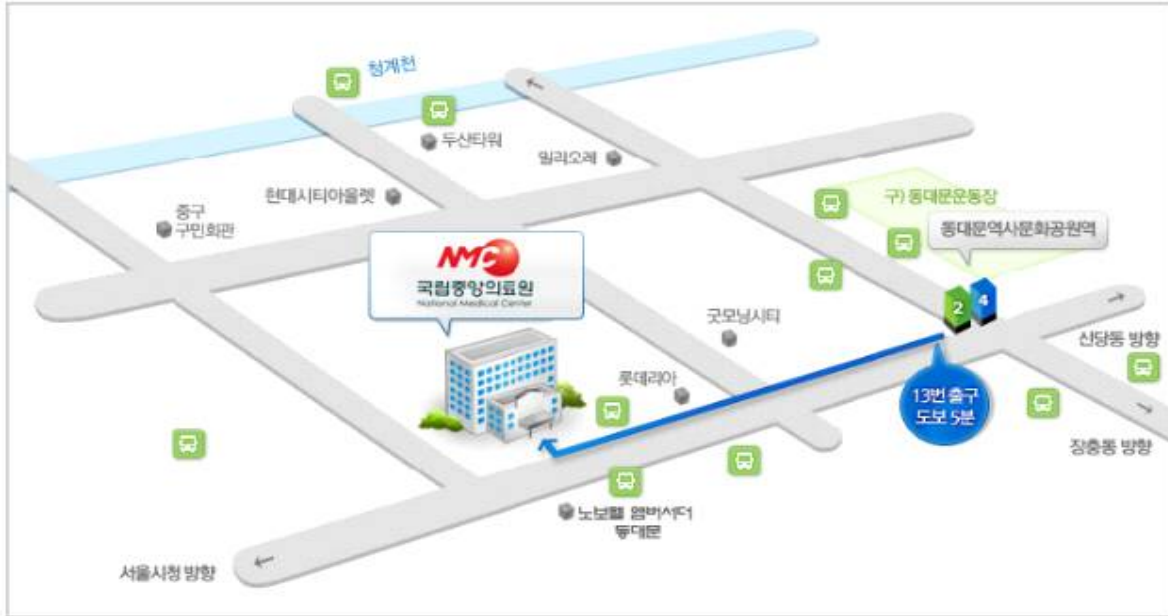 청계천
두산타워
밀리오레
현대시티아울렛
중구
구민회관
구) 동대문운동장
동대문역사문화공원역
NMC
국립중앙의료원
National Medical Center
2
4
굿모닝시티
신당동 방향
롯데리아
13번 출구
도보 5분
장충동 방향
노보텔 앰버서더
동대문
서울시청 방향